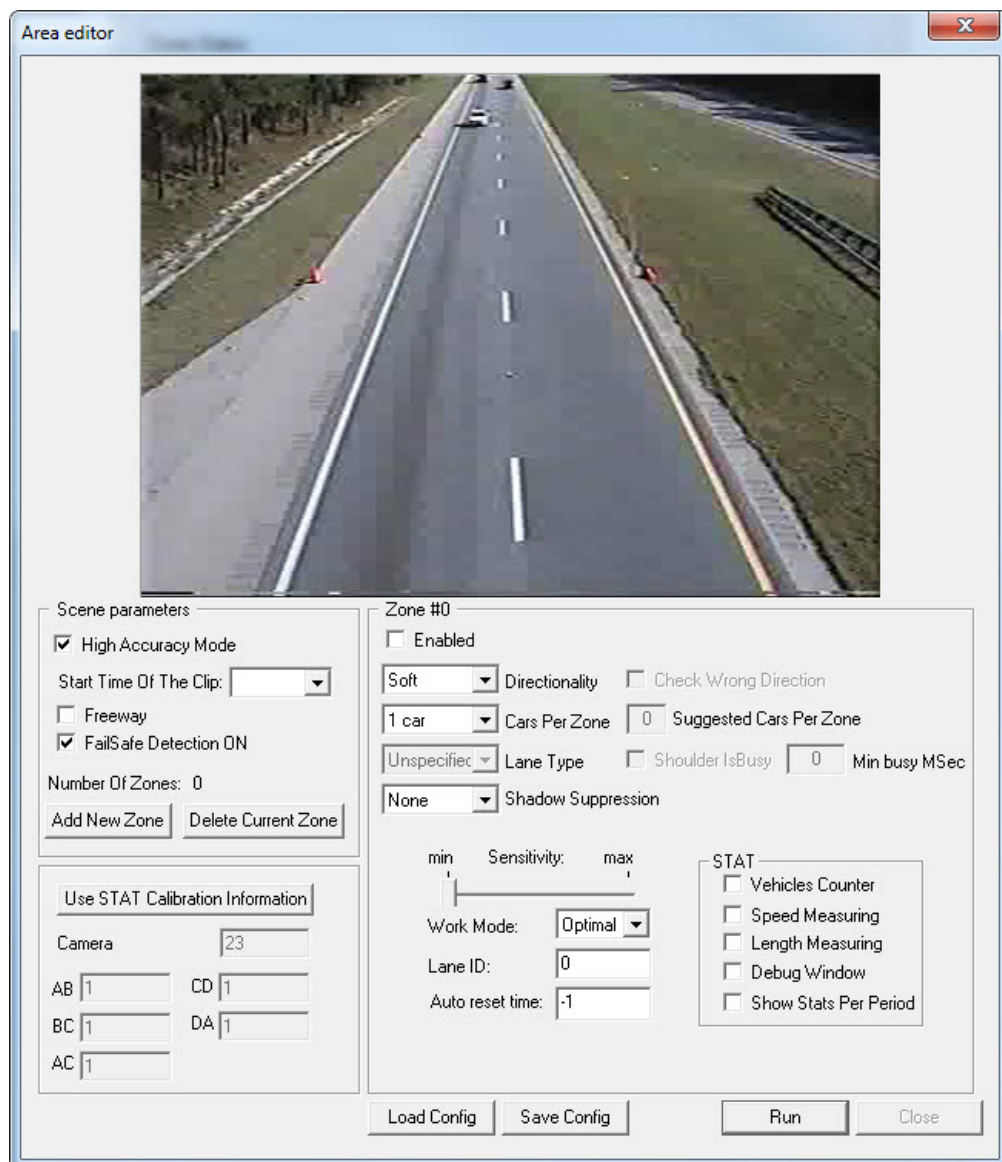 Area editor
Scene parameters
High Accuracy Mode
Start Time Of The Clip:
Freeway
FailSafe Detection ON
Number Of Zones: 0
Add New Zone Delete Current Zone
Use STAT Calibration Information
Camera 23
AB 1 CD 1
BC 1 DA 1
AC 1
Zone #0
Enabled
Soft Directionality Check Wrong Direction
1 car Cars Per Zone 0 Suggested Cars Per Zone
Unspecified Lane Type Shoulder IsBusy 0 Min busy MSec
None Shadow Suppression
min Sensitivity: max
Work Mode: Optimal
Lane ID: 0
Auto reset time: -1
STAT
Vehicles Counter
Speed Measuring
Length Measuring
Debug Window
Show Stats Per Period
Load Config Save Config Run Close